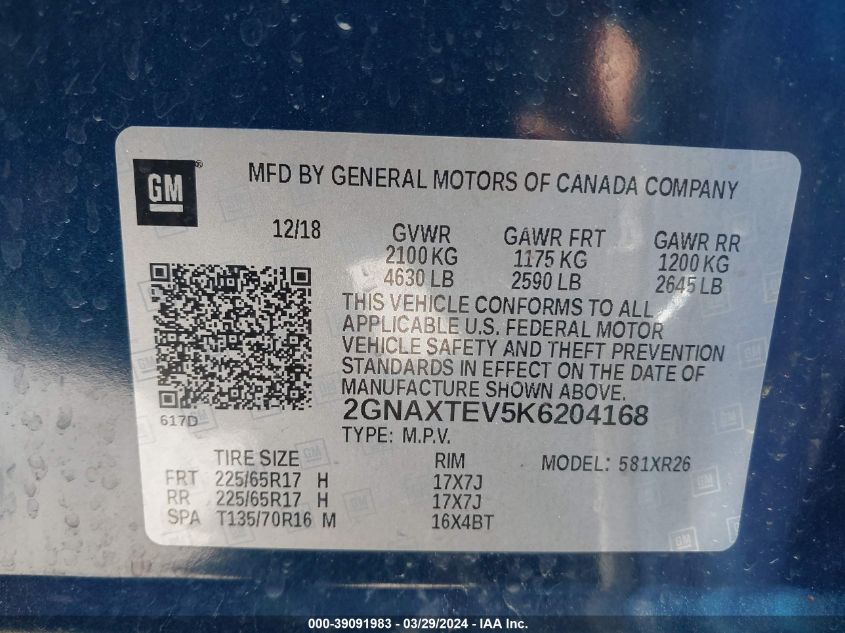 GM ®
MFD BY GENERAL MOTORS OF CANADA COMPANY
12/18 GVWR GAWR FRT GAWR RR
2100 KG 1175 KG 1200 KG
4630 LB 2590 LB 2645 LB
THIS VEHICLE CONFORMS TO ALL
APPLICABLE U.S. FEDERAL MOTOR
VEHICLE SAFETY AND THEFT PREVENTION
STANDARDS IN EFFECT ON THE DATE OF
MANUFACTURE SHOWN ABOVE.
617D
2GNAXTEV5K6204168
TYPE: M.P.V.
TIRE SIZE RIM MODEL: 581XR26
FRT 225/65R17 H 17X7J
RR 225/65R17 H 17X7J
SPA T135/70R16 M 16X4BT
GM
000-39091983 / 03/29/2024 - IAA Inc.